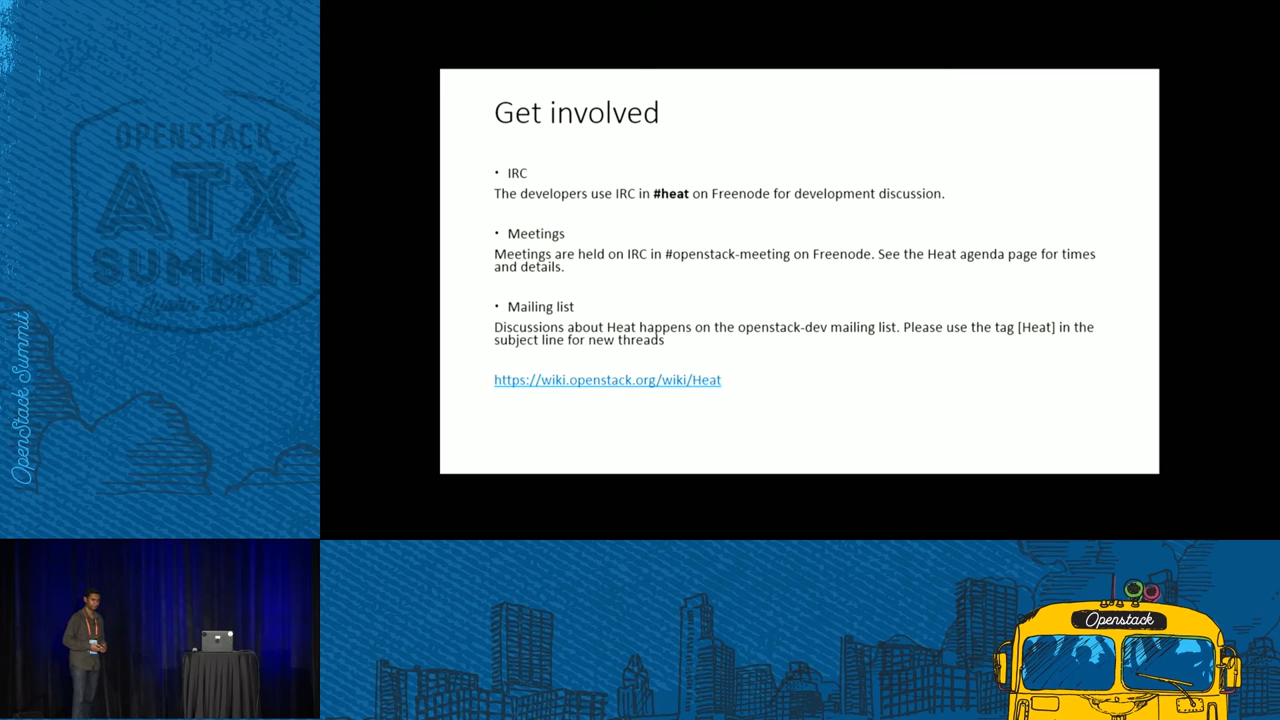 OPENSTACK
ATX
SUMMIT
Austin 2016
OpenStack Summit
Get involved
• IRC
The developers use IRC in #heat on Freenode for development discussion.
• Meetings
Meetings are held on IRC in #openstack-meeting on Freenode. See the Heat agenda page for times
and details.
• Mailing list
Discussions about Heat happens on the openstack-dev mailing list. Please use the tag [Heat] in the
subject line for new threads
https://wiki.openstack.org/wiki/Heat
Openstack